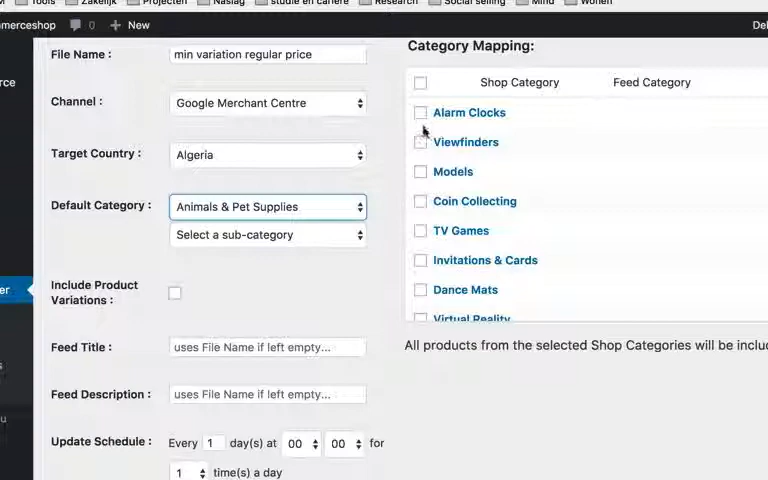 Tools Zakelijk Projecten Naslag studie en carière Research Social selling Mind Wonen
mmerceshop 0 + New
File Name : min variation regular price
Channel : Google Merchant Centre
Target Country : Algeria
Default Category : Animals & Pet Supplies
Select a sub-category
Include Product
Variations :
Feed Title : uses File Name if left empty...
Feed Description : uses File Name if left empty...
Update Schedule : Every 1 day(s) at 00 00 for
1 time(s) a day
Category Mapping:
Shop Category Feed Category
Alarm Clocks
Viewfinders
Models
Coin Collecting
TV Games
Invitations & Cards
Dance Mats
Virtual Reality
All products from the selected Shop Categories will be inclu
rce
er
s
u